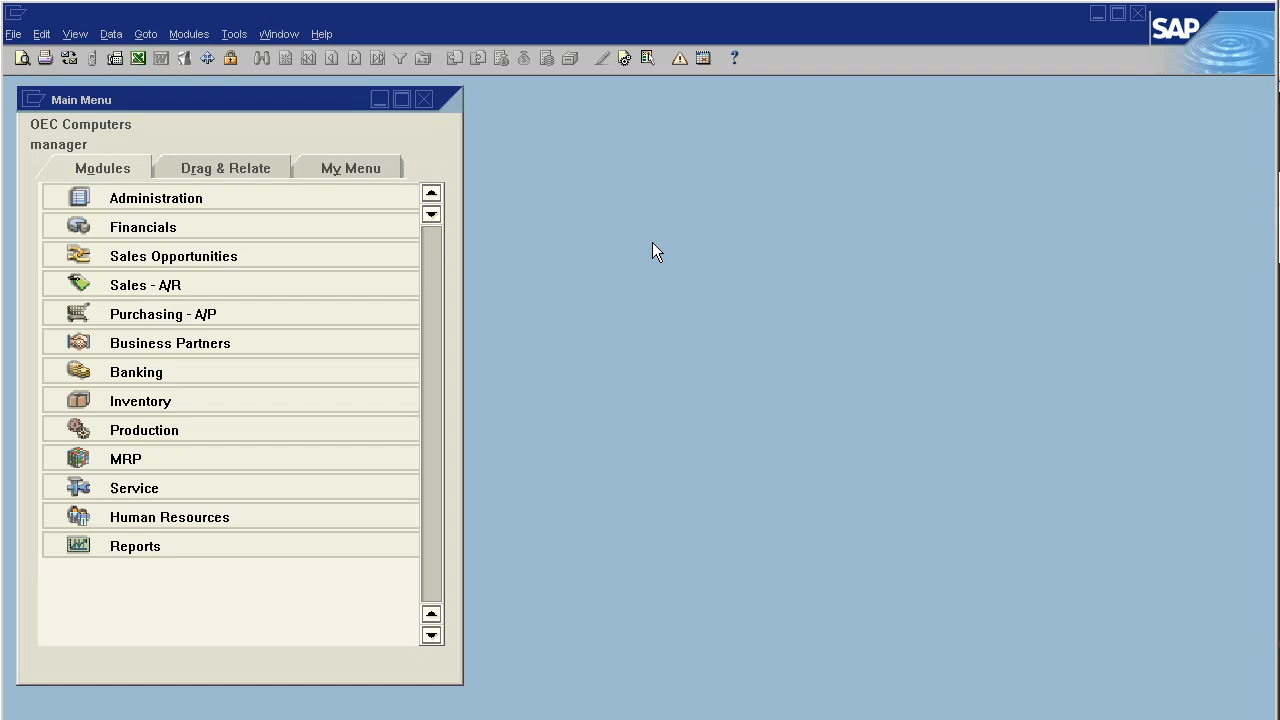 File Edit View Data Goto Modules Tools Window Help
SAP
Main Menu
OEC Computers
manager
Modules Drag & Relate My Menu
Administration
Financials
Sales Opportunities
Sales - A/R
Purchasing - A/P
Business Partners
Banking
Inventory
Production
MRP
Service
Human Resources
Reports